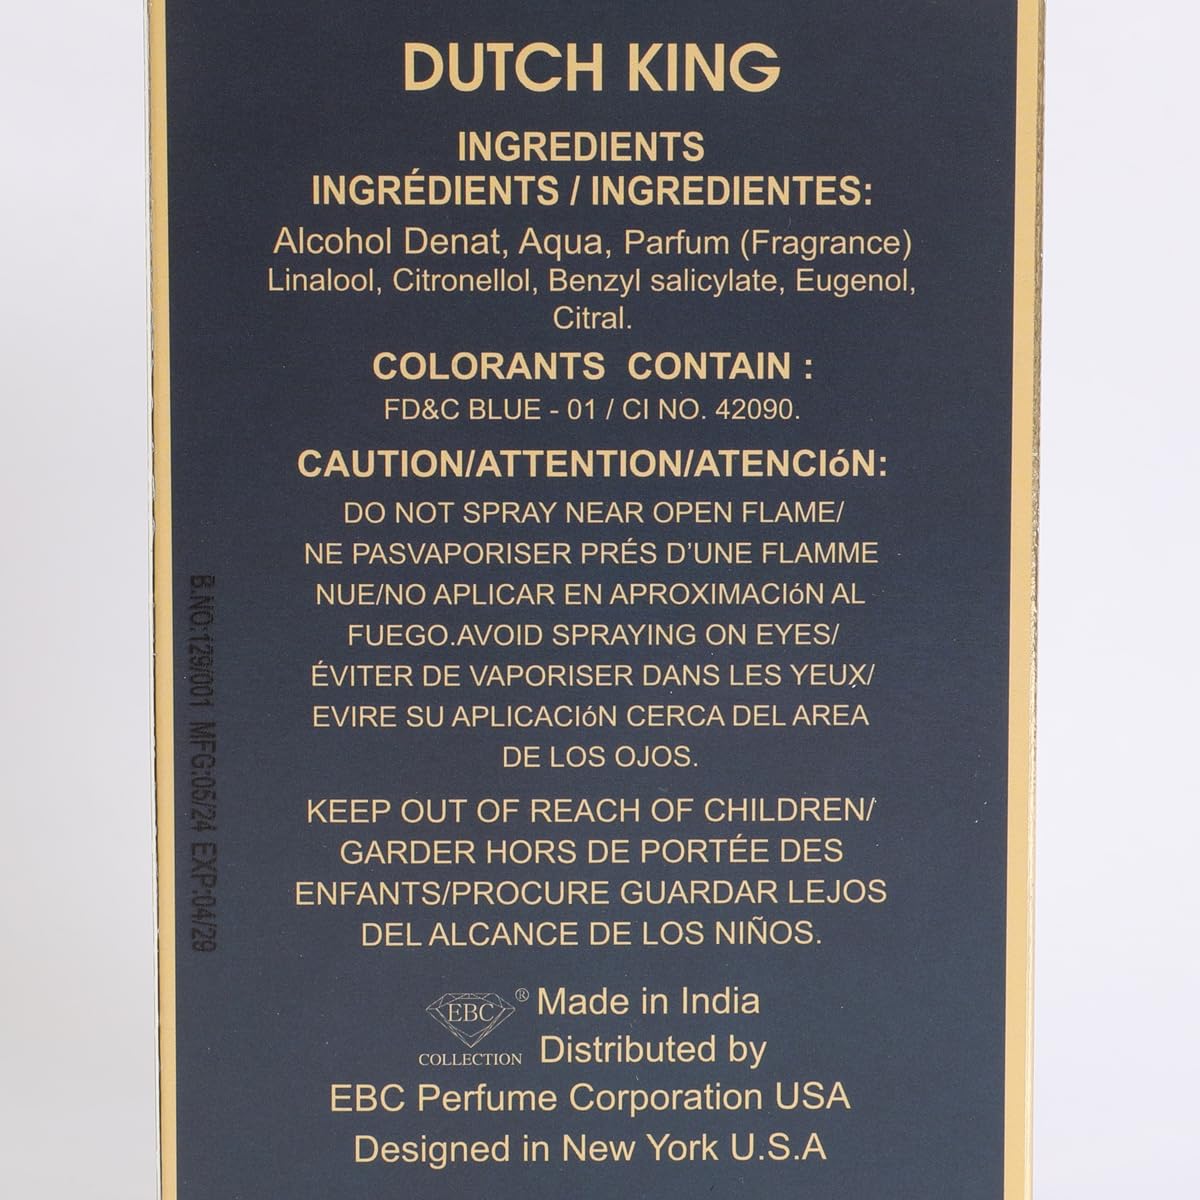 DUTCH KING
INGREDIENTS
INGRÉDIENTS / INGREDIENTES:
Alcohol Denat, Aqua, Parfum (Fragrance)
Linalool, Citronellol, Benzyl salicylate, Eugenol,
Citral.
COLORANTS CONTAIN :
FD&C BLUE - 01 / CI NO. 42090.
CAUTION/ATTENTION/ATENCIóN:
DO NOT SPRAY NEAR OPEN FLAME/
NE PASVAPORISER PRÉS D'UNE FLAMME
NUE/NO APLICAR EN APROXIMACIóN AL
FUEGO.AVOID SPRAYING ON EYES/
ÉVITER DE VAPORISER DANS LES YEUX/
EVIRE SU APLICACIóN CERCA DEL AREA
DE LOS OJOS.
KEEP OUT OF REACH OF CHILDREN/
GARDER HORS DE PORTÉE DES
ENFANTS/PROCURE GUARDAR LEJOS
DEL ALCANCE DE LOS NIÑOS.
EBC®
COLLECTION
Made in India
Distributed by
EBC Perfume Corporation USA
Designed in New York U.S.A
B.NO:129/001 MFG:05/24 EXP:04/29